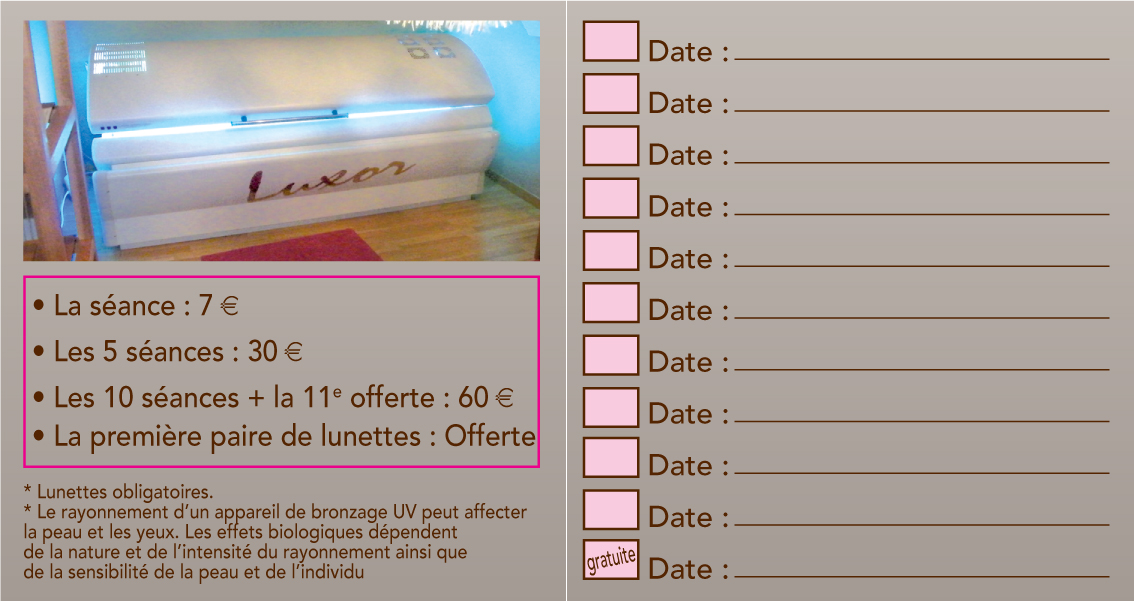 Luxor
• La séance : 7 €
• Les 5 séances : 30 €
• Les 10 séances + la 11e offerte : 60 €
• La première paire de lunettes : Offerte
* Lunettes obligatoires.
* Le rayonnement d’un appareil de bronzage UV peut affecter
la peau et les yeux. Les effets biologiques dépendent
de la nature et de l’intensité du rayonnement ainsi que
de la sensibilité de la peau et de l’individu
Date :
Date :
Date :
Date :
Date :
Date :
Date :
Date :
Date :
Date :
gratuite Date :